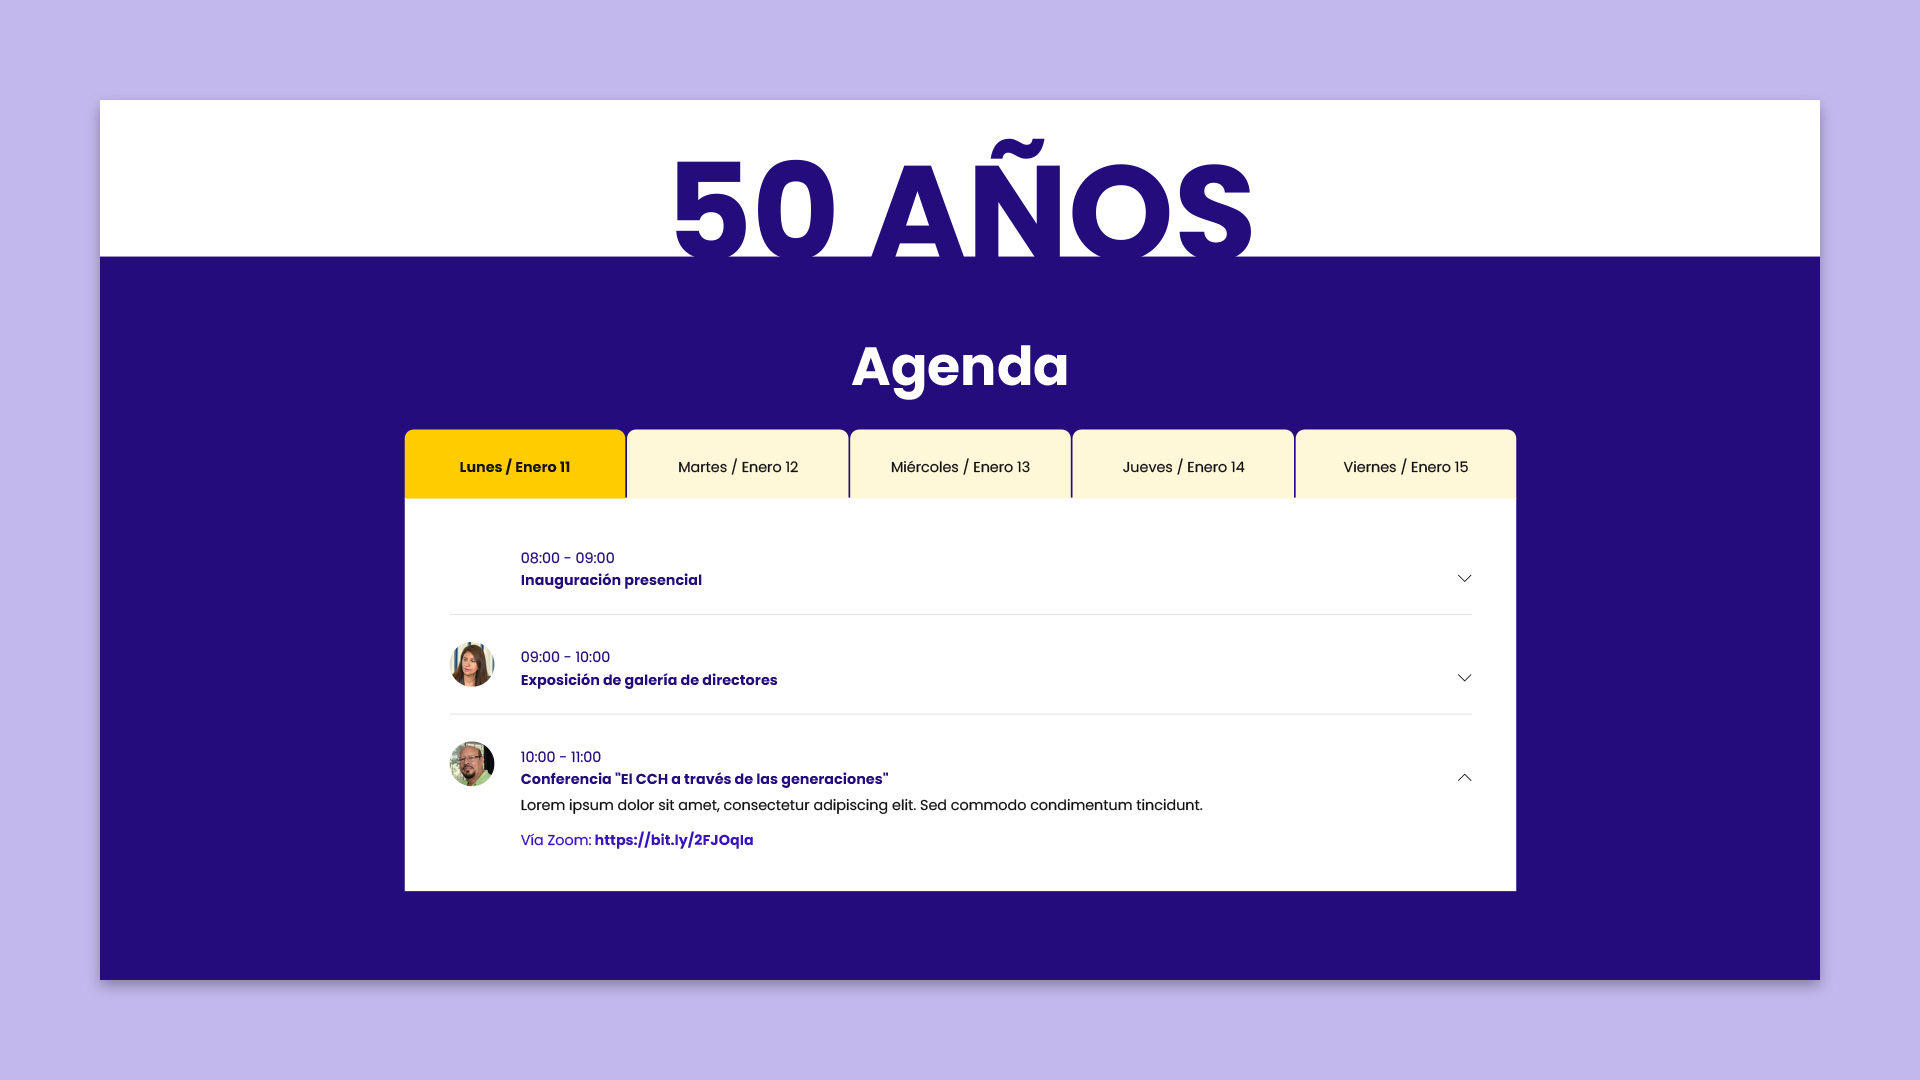 50 AÑOS
Agenda
Lunes / Enero 11
Martes / Enero 12
Miércoles / Enero 13
Jueves / Enero 14
Viernes / Enero 15
08:00 - 09:00
Inauguración presencial
09:00 - 10:00
Exposición de galería de directores
10:00 - 11:00
Conferencia "El CCH a través de las generaciones"
Lorem ipsum dolor sit amet, consectetur adipiscing elit. Sed commodo condimentum tincidunt.
Vía Zoom: https://bit.ly/2FJOqIa